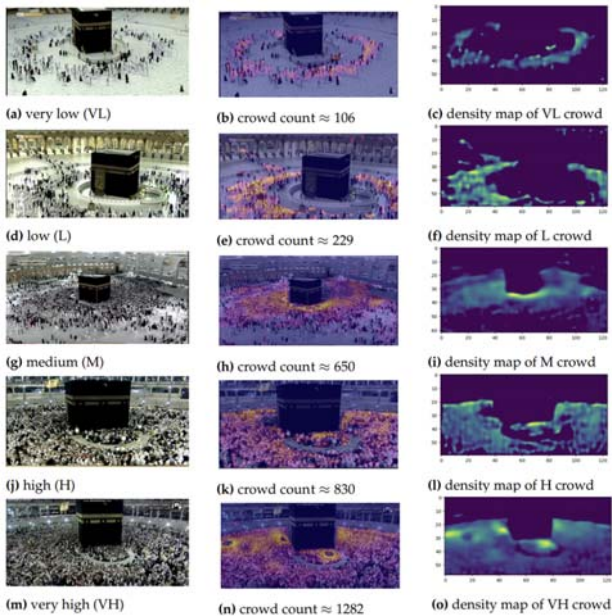 (a) very low (VL)
(b) crowd count ≈ 106
(c) density map of VL crowd
(d) low (L)
(e) crowd count ≈ 229
(f) density map of L crowd
(g) medium (M)
(h) crowd count ≈ 650
(i) density map of M crowd
(j) high (H)
(k) crowd count ≈ 830
(l) density map of H crowd
(m) very high (VH)
(n) crowd count ≈ 1282
(o) density map of VH crowd